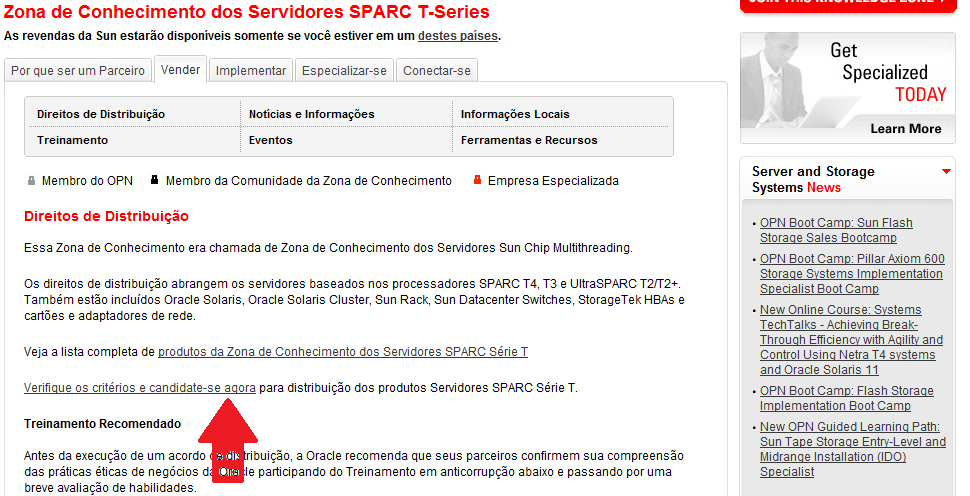 Zona de Conhecimento dos Servidores SPARC T-Series
As revendas da Sun estarão disponíveis somente se você estiver em um destes países.
Por que ser um Parceiro
Vender
Implementar
Especializar-se
Conectar-se
Direitos de Distribuição
Notícias e Informações
Informações Locais
Treinamento
Eventos
Ferramentas e Recursos
Membro do OPN
Membro da Comunidade da Zona de Conhecimento
Empresa Especializada
Direitos de Distribuição
Essa Zona de Conhecimento era chamada de Zona de Conhecimento dos Servidores Sun Chip Multithreading.
Os direitos de distribuição abrangem os servidores baseados nos processadores SPARC T4, T3 e UltraSPARC T2/T2+.
Também estão incluídos Oracle Solaris, Oracle Solaris Cluster, Sun Rack, Sun Datacenter Switches, StorageTek HBAs e
cartões e adaptadores de rede.
Veja a lista completa de produtos da Zona de Conhecimento dos Servidores SPARC Série T
Verifique os critérios e candidate-se agora para distribuição dos produtos Servidores SPARC Série T.
Treinamento Recomendado
Antes da execução de um acordo de distribuição, a Oracle recomenda que seus parceiros confirmem sua compreensão
das práticas éticas de negócios da Oracle participando do Treinamento em anticorrupção abaixo e passando por uma
breve avaliação de habilidades.
JOIN THIS KNOWLEDGE ZONE
Get
Specialized
TODAY
Learn More
Server and Storage
Systems News
• OPN Boot Camp: Sun Flash
Storage Sales Bootcamp
• OPN Boot Camp: Pillar Axiom 600
Storage Systems Implementation
Specialist Boot Camp
• New Online Course: Systems
TechTalks - Achieving Break-
Through Efficiency with Agility and
Control Using Netra T4 systems
and Oracle Solaris 11
• OPN Boot Camp: Flash Storage
Implementation Boot Camp
• New OPN Guided Learning Path:
Sun Tape Storage Entry-Level and
Midrange Installation (IDO)
Specialist